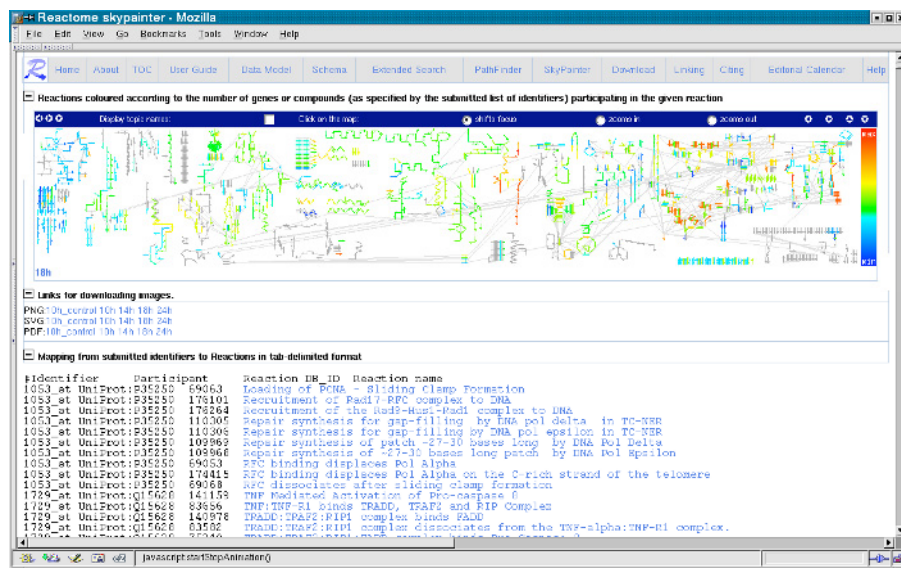 Reactome skypainter - Mozilla
File Edit View Go Bookmarks Tools Window Help
R Home About TOC User Guide Data Model Schema Extended Search PathFinder SkyPainter Download Linking Citing Editorial Calendar Help
Reactions coloured according to the number of genes or compounds (as specified by the submitted list of identifiers) participating in the given reaction
Display topic names: Click on the map: shifts focus zooms in zooms out
18h
Links for downloading images.
PNG:10h_control 10h 14h 18h 24h
SVG:10h_control 10h 14h 18h 24h
PDF:10h_control 10h 14h 18h 24h
Mapping from submitted identifiers to Reactions in tab-delimited format
#Identifier Participant Reaction DB_ID Reaction name
1053_at UniProt:P35250 69063 Loading of PCNA - Sliding Clamp Formation
1053_at UniProt:P35250 176101 Recruitment of Rad17-RFC complex to DNA
1053_at UniProt:P35250 176264 Recruitment of the Rad9-Hus1-Rad1 complex to DNA
1053_at UniProt:P35250 110305 Repair synthesis for gap-filling by DNA pol delta in TC-NER
1053_at UniProt:P35250 110306 Repair synthesis for gap-filling by DNA pol epsilon in TC-NER
1053_at UniProt:P35250 109969 Repair synthesis of patch ~27-30 bases long by DNA Pol Delta
1053_at UniProt:P35250 109968 Repair synthesis of ~27-30 bases long patch by DNA Pol Epsilon
1053_at UniProt:P35250 69053 RFC binding displaces Pol Alpha
1053_at UniProt:P35250 174415 RFC binding displaces Pol Alpha on the C-rich strand of the telomere
1053_at UniProt:P35250 69068 RFC dissociates after sliding clamp formation
1729_at UniProt:Q15628 141159 TNF Mediated Activation of Pro-caspase 8
1729_at UniProt:Q15628 83656 TNF:TNF-R1 binds TRADD, TRAF2 and RIP Complex
1729_at UniProt:Q15628 140978 TRADD:TRAF2:RIP1 complex binds FADD
1729_at UniProt:Q15628 83582 TRADD:TRAF2:RIP1 complex dissociates from the TNF-alpha:TNF-R1 complex.
javascript:startStopAnimation()